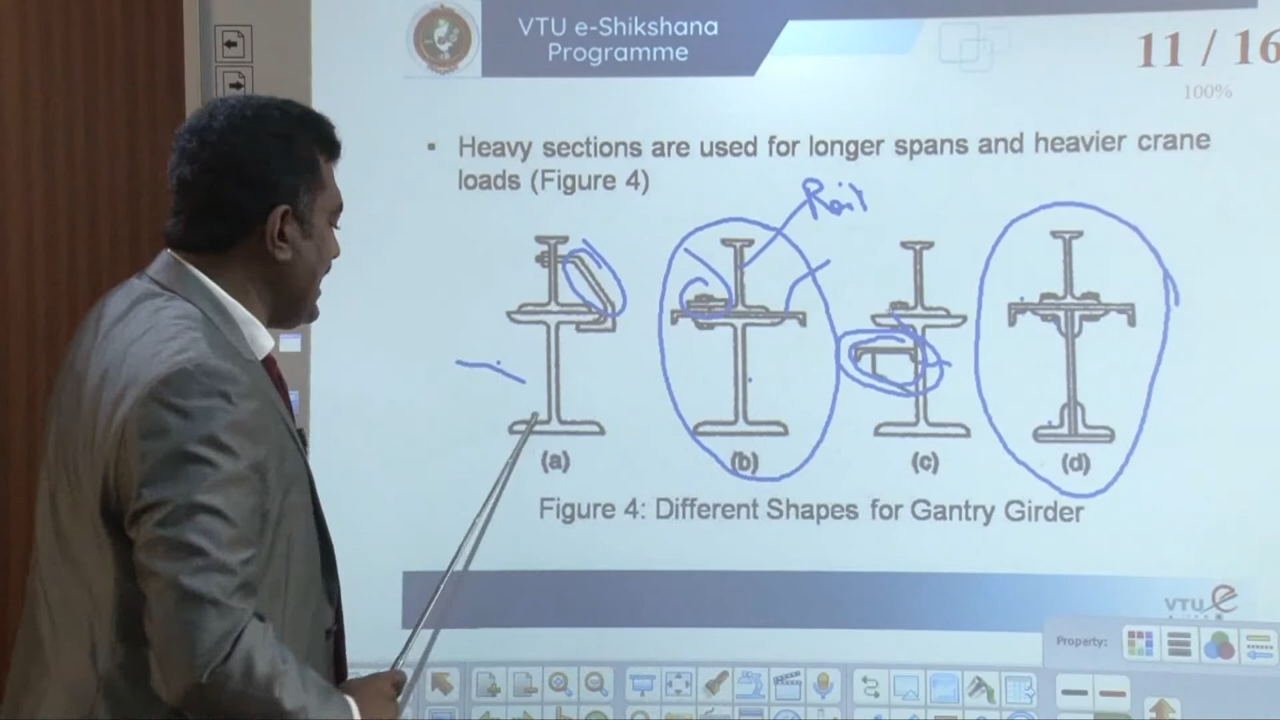 VTU e-Shikshana
Programme
11 / 16
100%
▪ Heavy sections are used for longer spans and heavier crane
loads (Figure 4)
Rail
(a) (b) (c) (d)
Figure 4: Different Shapes for Gantry Girder
VTU e
Property: